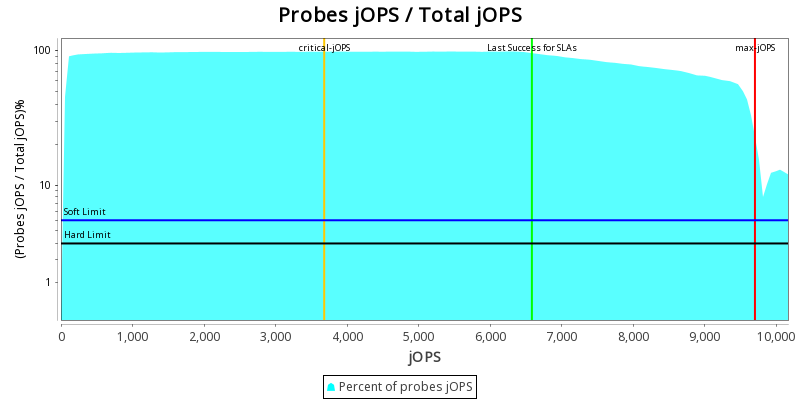 Probes jOPS / Total jOPS
(Probes jOPS / Total jOPS)%
100
10
1
critical-jOPS
Last Success for SLAs
max-jOPS
Soft Limit
Hard Limit
0
1,000
2,000
3,000
4,000
5,000
6,000
7,000
8,000
9,000
10,000
jOPS
Percent of probes jOPS